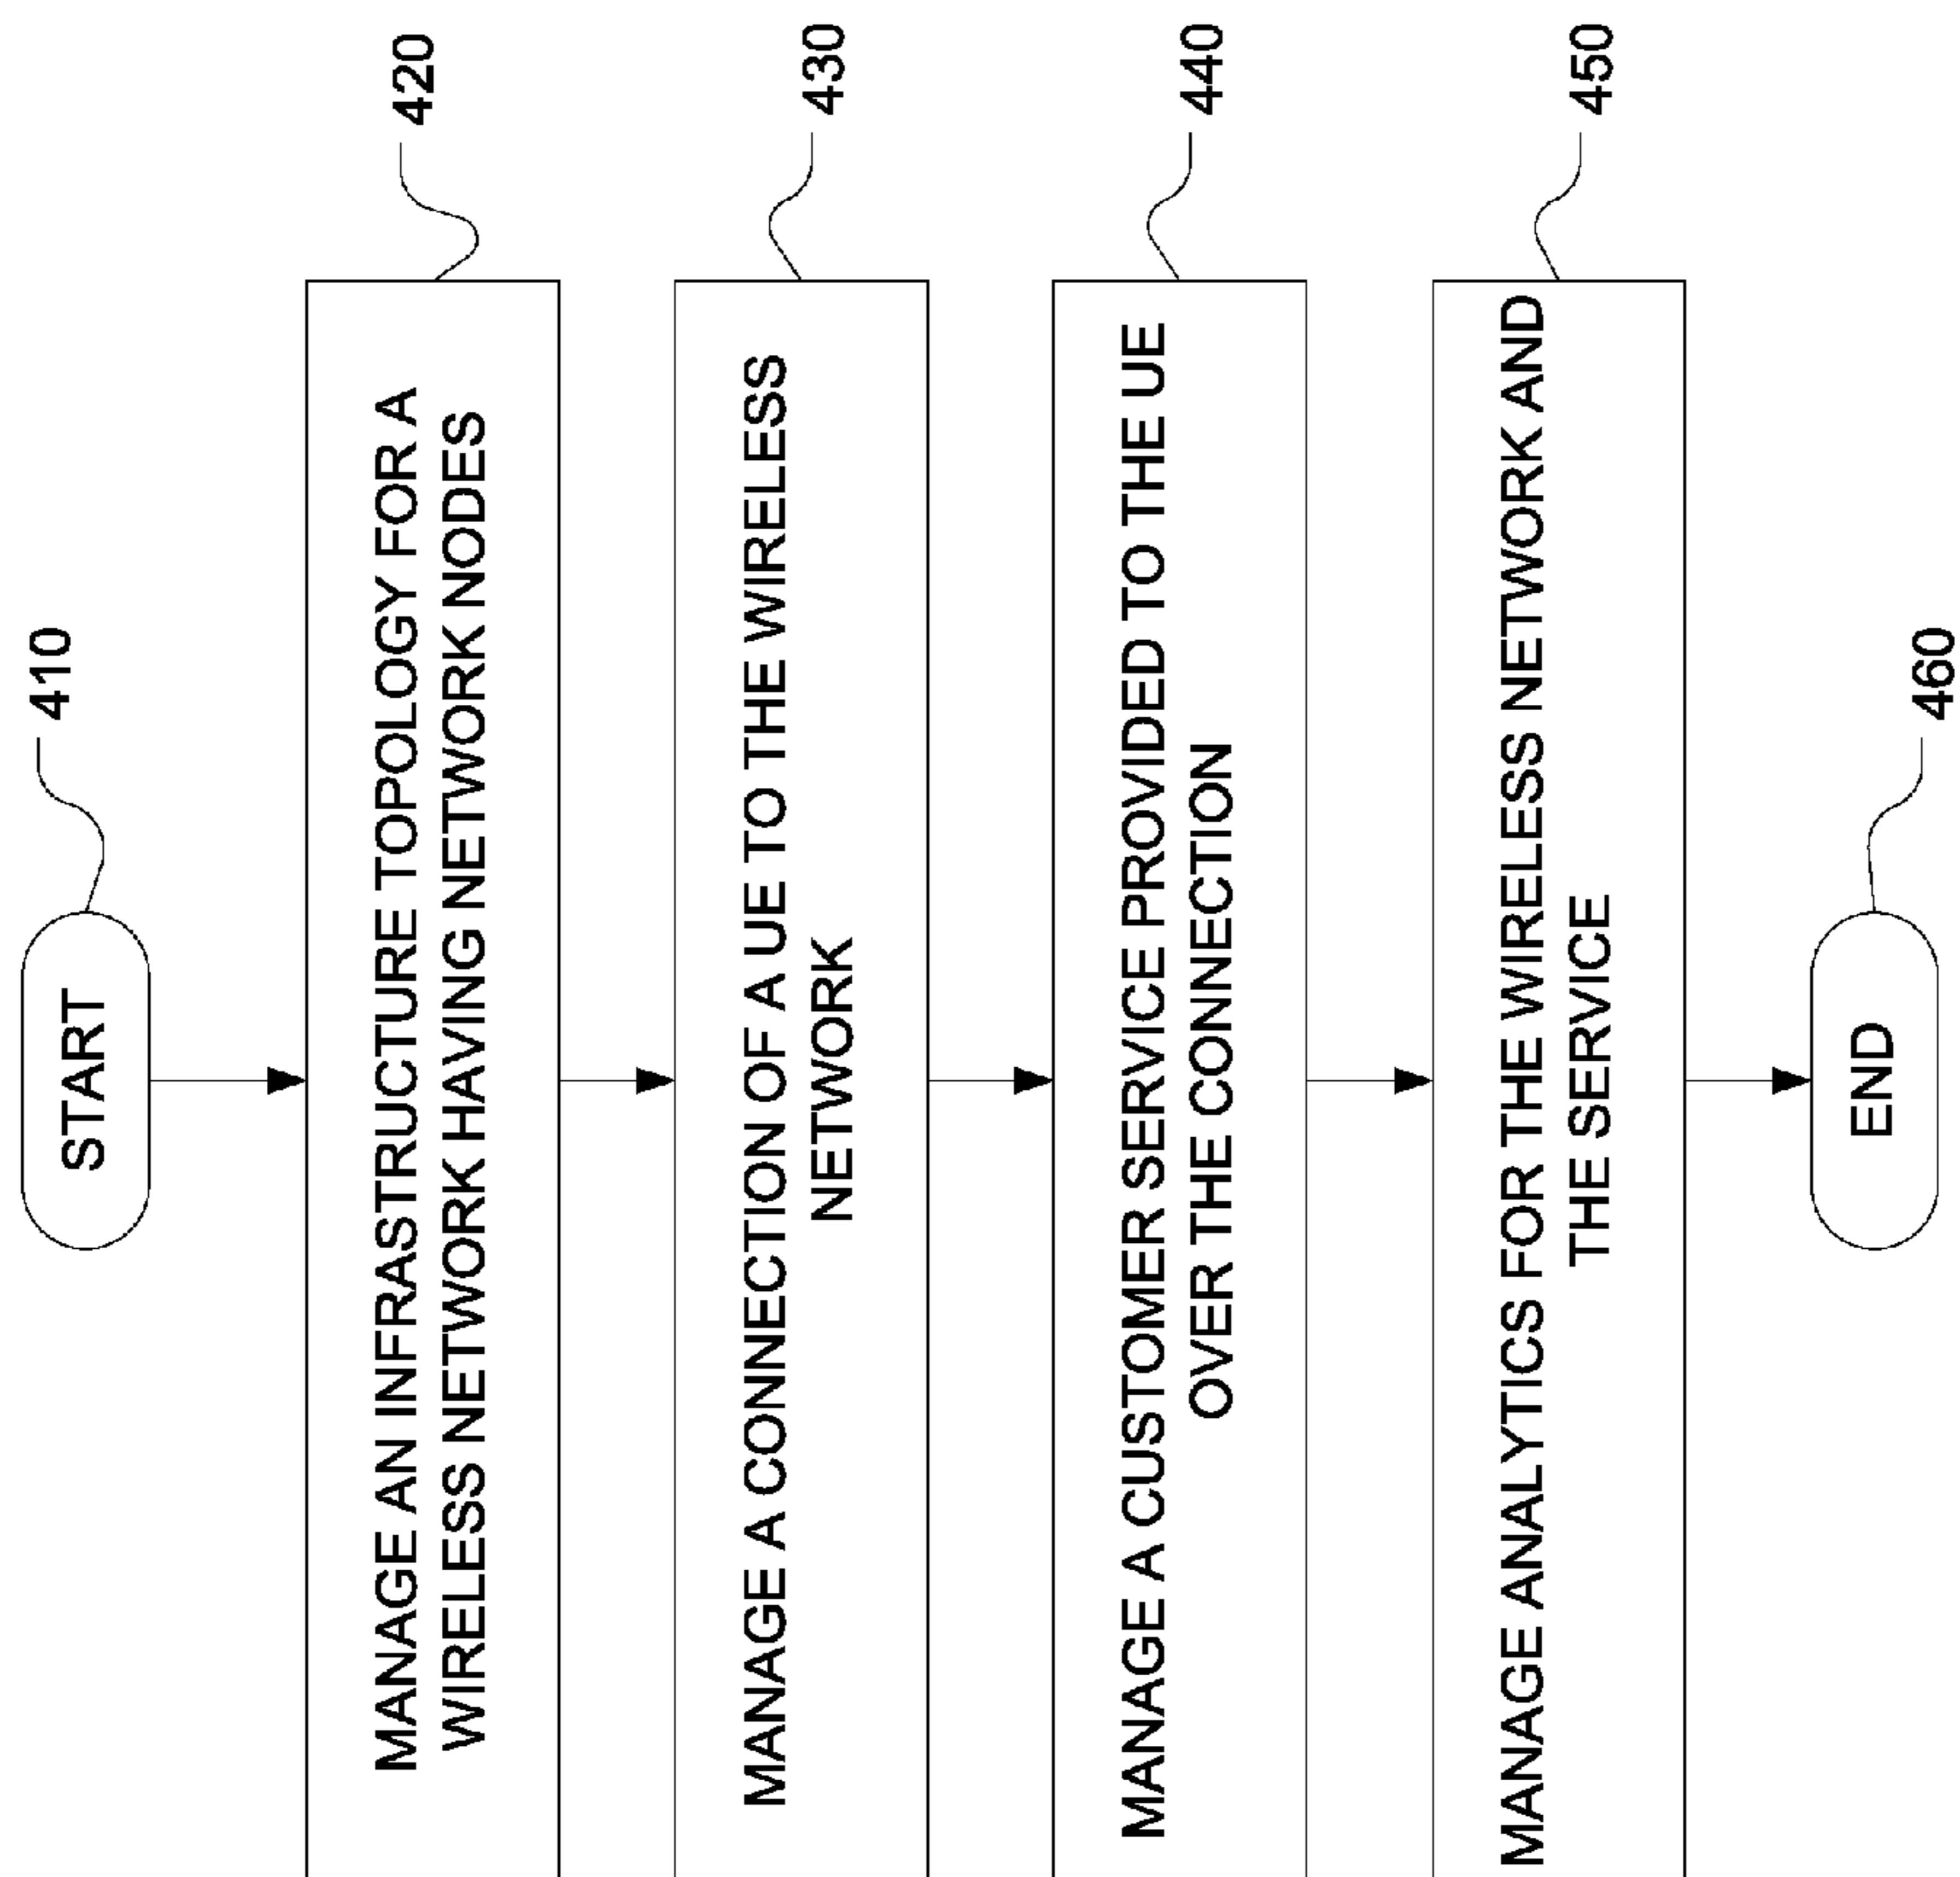 START
410
MANAGE AN INFRASTRUCTURE TOPOLOGY FOR A
WIRELESS NETWORK HAVING NETWORK NODES
420
MANAGE A CONNECTION OF A UE TO THE WIRELESS
NETWORK
430
MANAGE A CUSTOMER SERVICE PROVIDED TO THE UE
OVER THE CONNECTION
440
MANAGE ANALYTICS FOR THE WIRELESS NETWORK AND
THE SERVICE
450
END
460